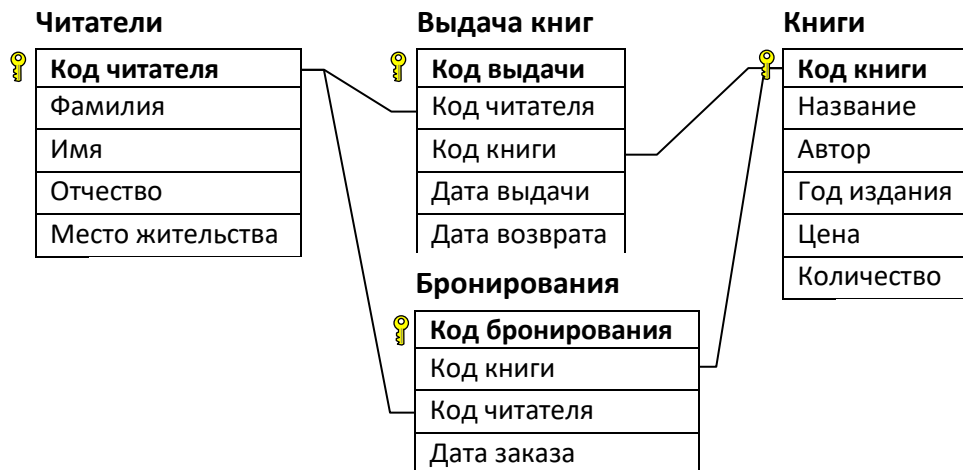 Читатели
Код читателя
Фамилия
Имя
Отчество
Место жительства
Выдача книг
Код выдачи
Код читателя
Код книги
Дата выдачи
Дата возврата
Книги
Код книги
Название
Автор
Год издания
Цена
Количество
Бронирования
Код бронирования
Код книги
Код читателя
Дата заказа